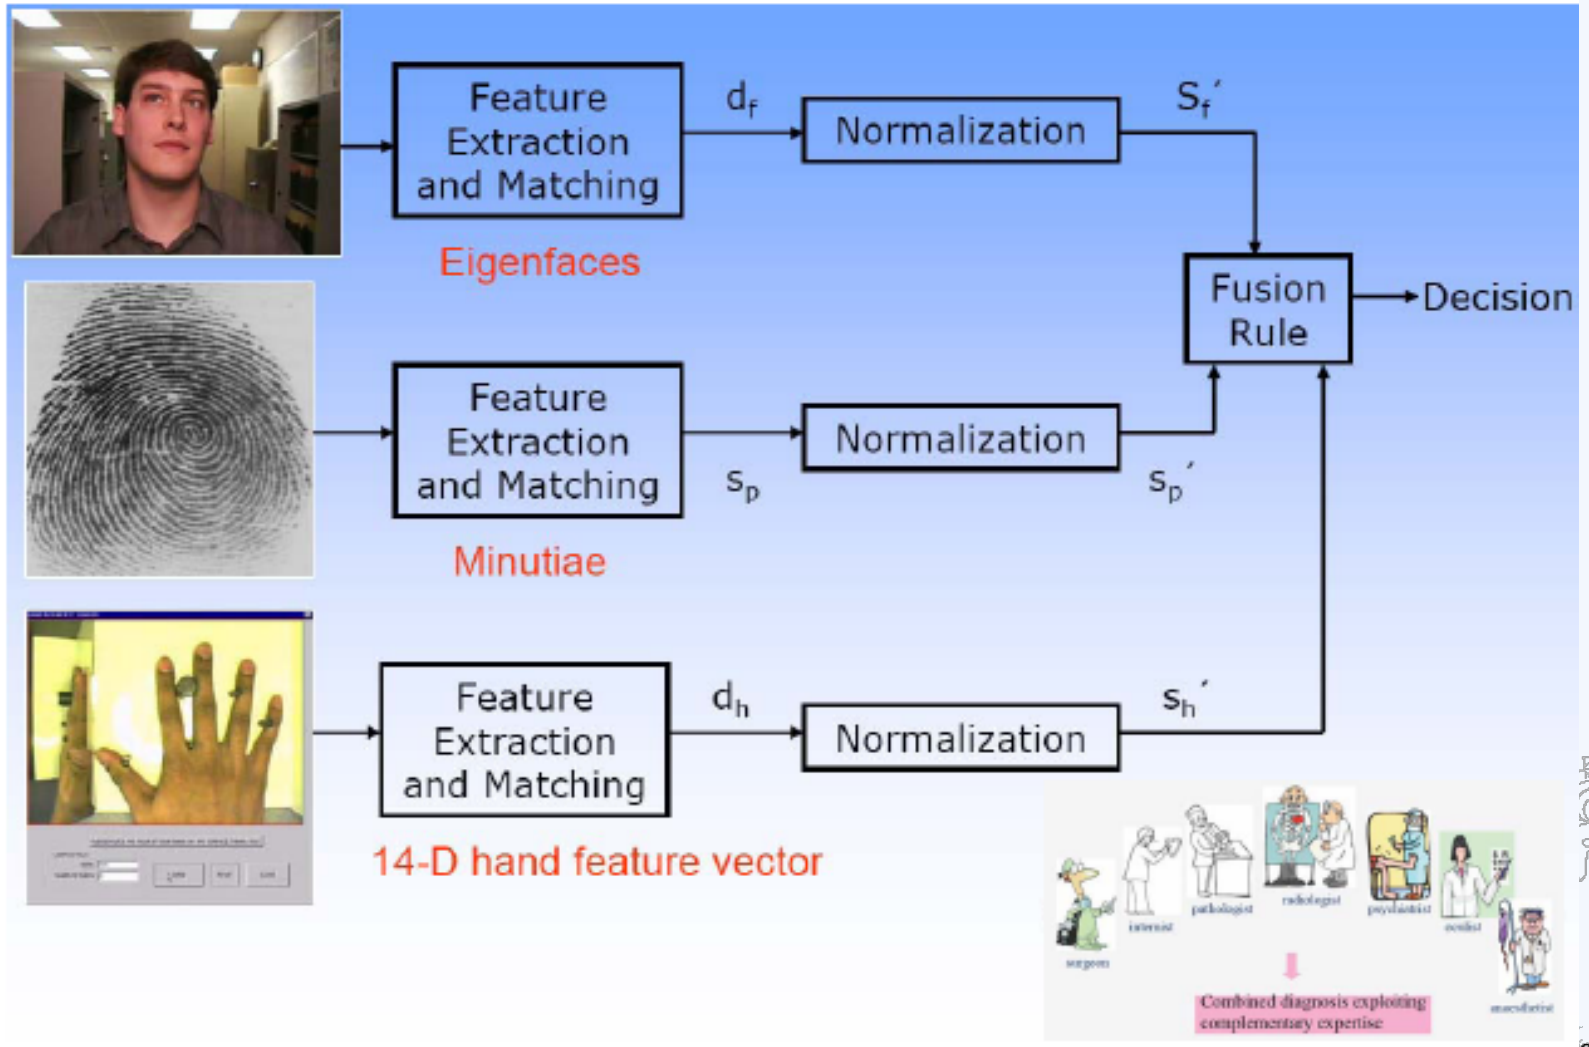 Feature
Extraction
and Matching
d_f
Normalization
S_f´
Eigenfaces
Fusion
Rule
Decision
Feature
Extraction
and Matching
s_p
Normalization
s_p´
Minutiae
Feature
Extraction
and Matching
d_h
Normalization
s_h´
14-D hand feature vector
surgeon
internist
pathologist
radiologist
psychiatrist
oculist
anaesthetist
Combined diagnosis exploiting
complementary expertise